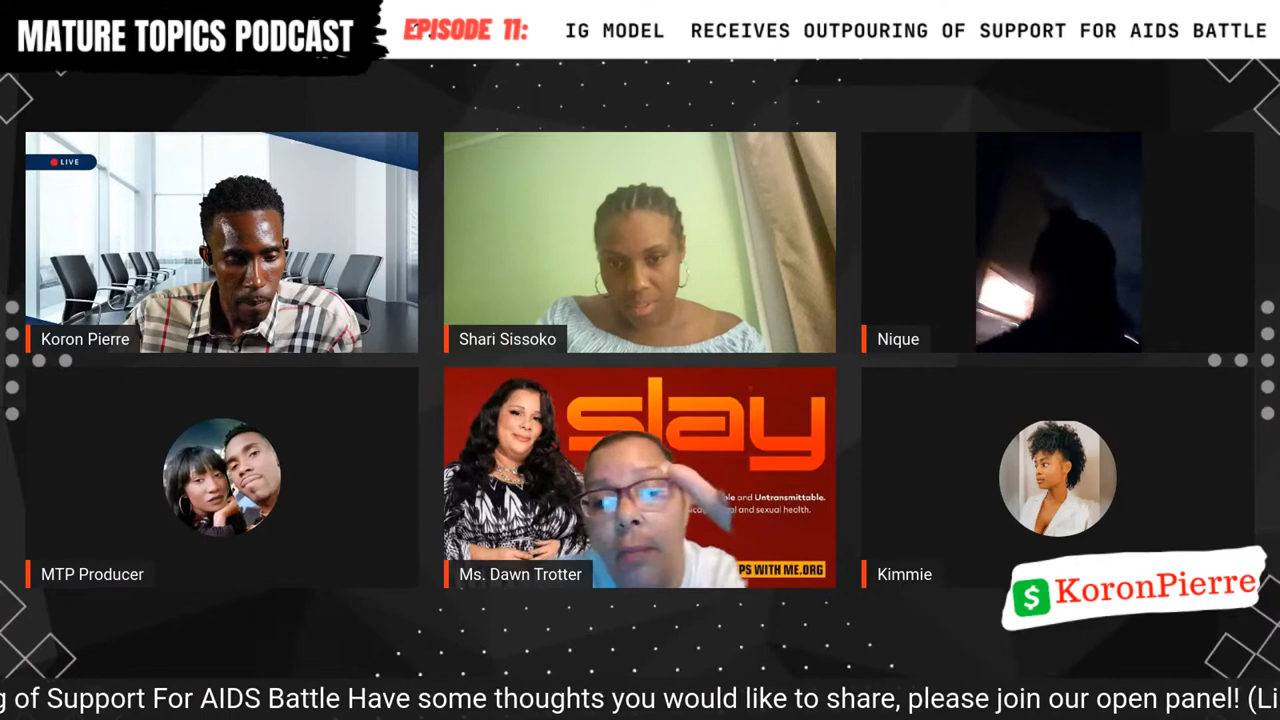 MATURE TOPICS PODCAST
EPISODE 11:
IG MODEL RECEIVES OUTPOURING OF SUPPORT FOR AIDS BATTLE
LIVE
Koron Pierre
Shari Sissoko
Nique
MTP Producer
slay
and Untransmittable.
and sexual health.
PS WITH ME.ORG
Ms. Dawn Trotter
Kimmie
$ KoronPierre
g of Support For AIDS Battle Have some thoughts you would like to share, please join our open panel! (Li